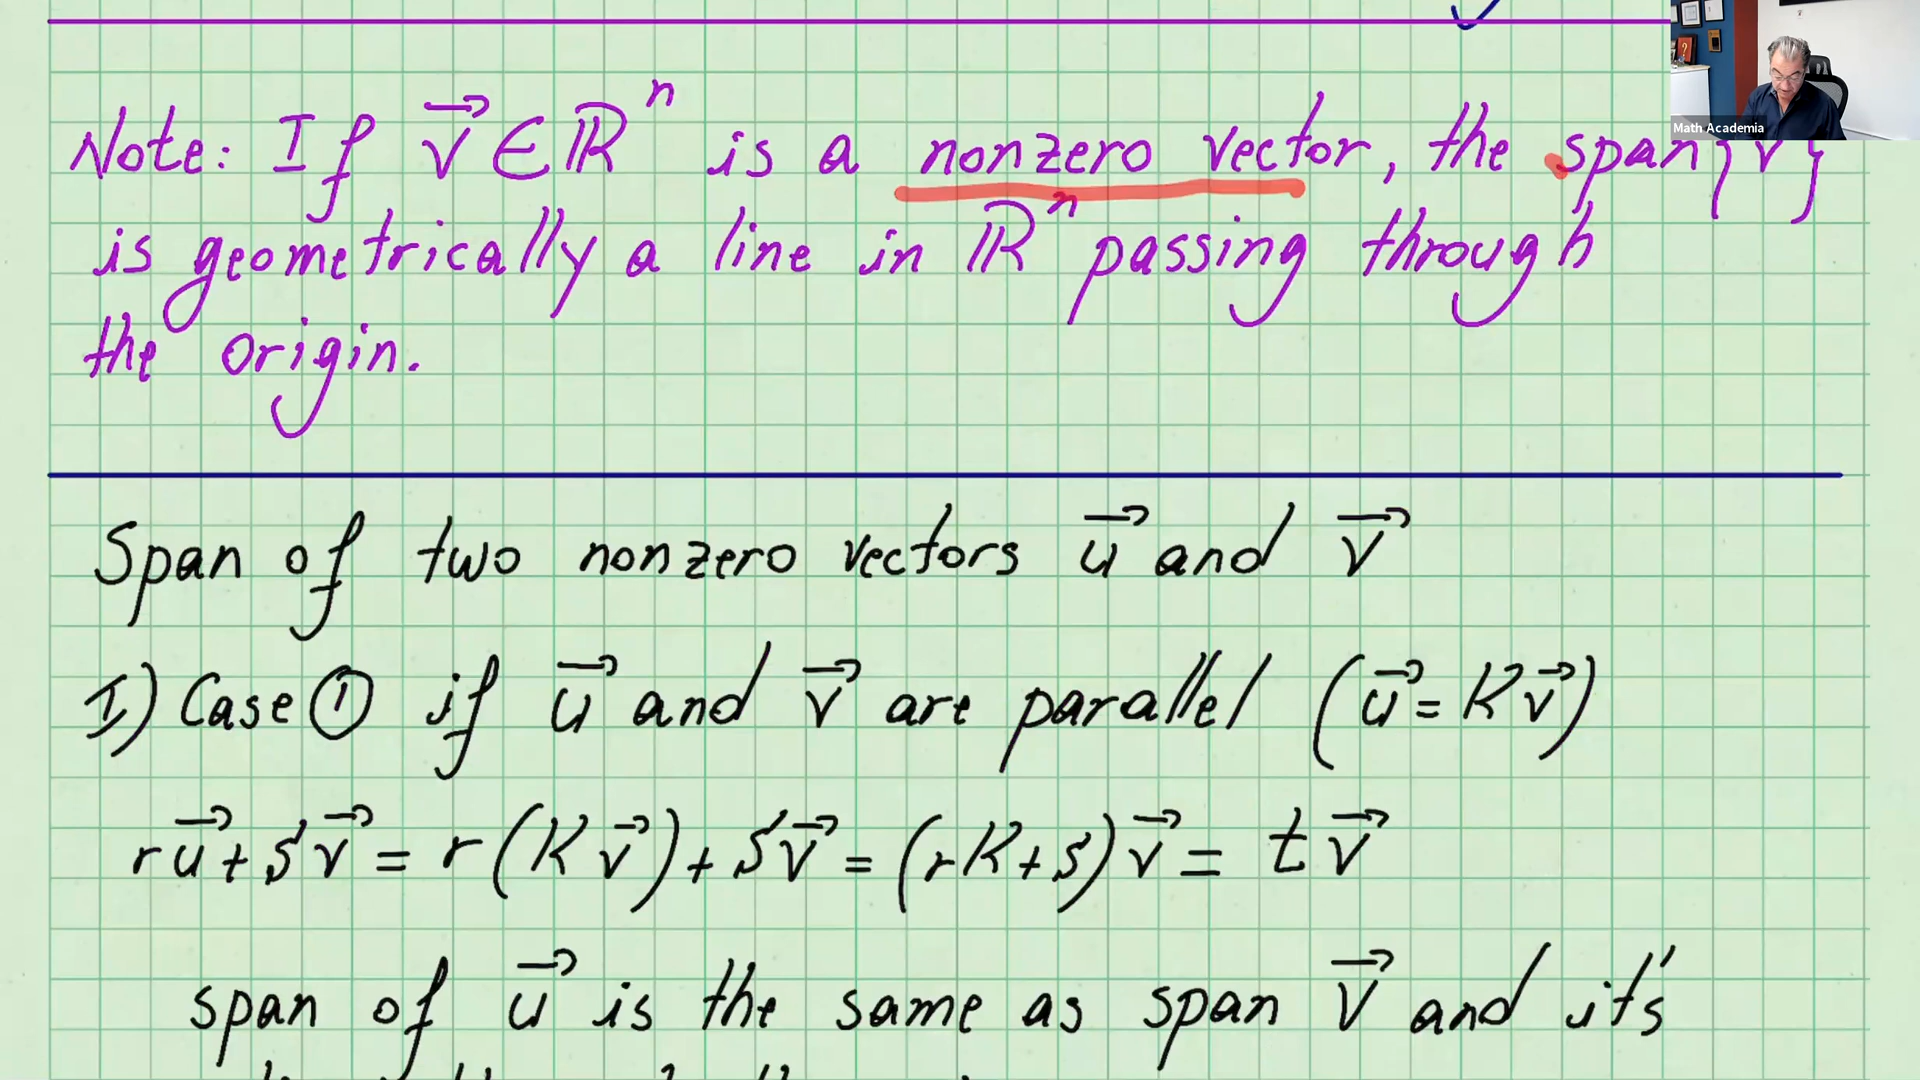 Math Academia
Note: If v⃗ ∈ ℝⁿ is a nonzero vector, the span{v⃗}
is geometrically a line in ℝⁿ passing through
the origin.
Span of two nonzero vectors u⃗ and v⃗
I) Case ① if u⃗ and v⃗ are parallel (u⃗ = Kv⃗)
ru⃗ + sv⃗ = r(Kv⃗) + sv⃗ = (rK + s)v⃗ = tv⃗
span of u⃗ is the same as span v⃗ and it's